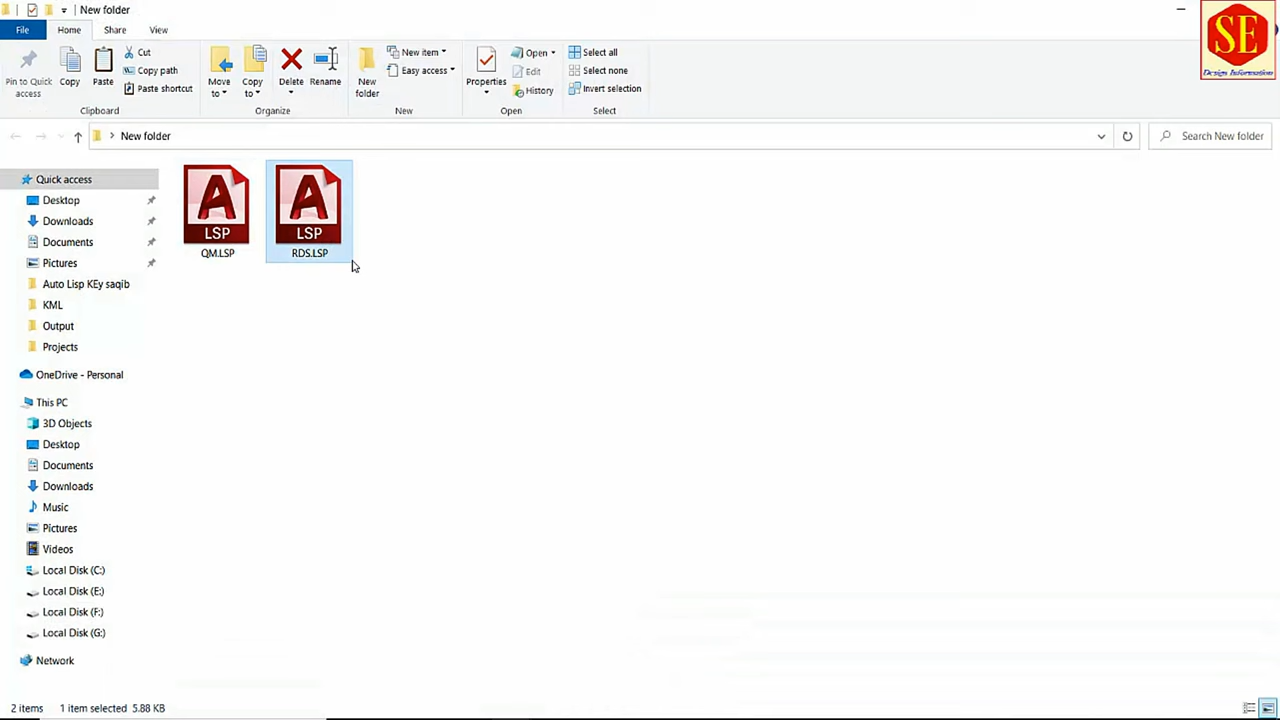 New folder
File
Home
Share
View
Pin to Quick access
Copy
Paste
Cut
Copy path
Paste shortcut
Clipboard
Move to
Copy to
Delete
Rename
Organize
New folder
New item
Easy access
New
Properties
Open
Edit
History
Open
Select all
Select none
Invert selection
Select
SE
Design Information
New folder
Search New folder
Quick access
Desktop
Downloads
Documents
Pictures
Auto Lisp KEy saqib
KML
Output
Projects
OneDrive - Personal
This PC
3D Objects
Desktop
Documents
Downloads
Music
Pictures
Videos
Local Disk (C:)
Local Disk (E:)
Local Disk (F:)
Local Disk (G:)
Network
A
LSP
QM.LSP
A
LSP
RDS.LSP
2 items
1 item selected 5.88 KB